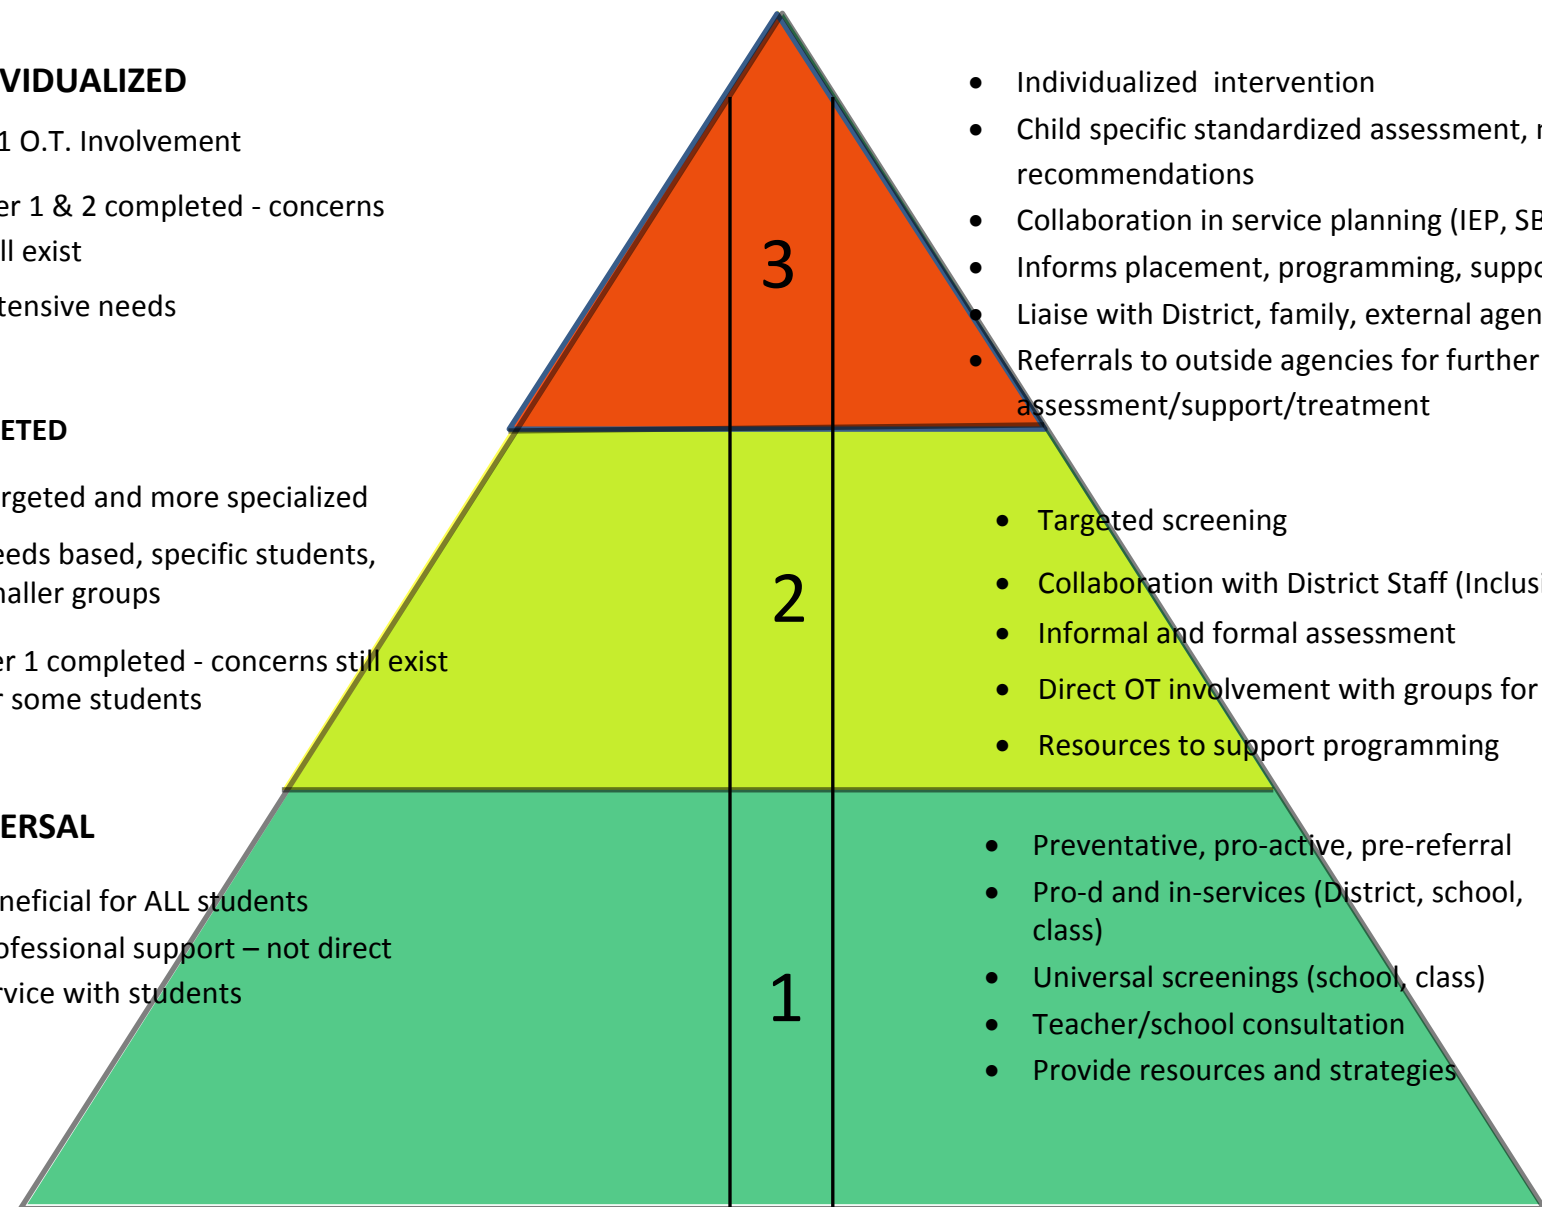 VIDUALIZED
1 O.T. Involvement
er 1 & 2 completed - concerns
ll exist
tensive needs
• Individualized intervention
• Child specific standardized assessment, r
recommendations
• Collaboration in service planning (IEP, SB
• Informs placement, programming, suppo
• Liaise with District, family, external agen
• Referrals to outside agencies for further
assessment/support/treatment
3
ETED
rgeted and more specialized
eeds based, specific students,
maller groups
er 1 completed - concerns still exist
r some students
• Targeted screening
• Collaboration with District Staff (Inclusi
• Informal and formal assessment
• Direct OT involvement with groups for
• Resources to support programming
2
ERSAL
neficial for ALL students
ofessional support – not direct
rvice with students
• Preventative, pro-active, pre-referral
• Pro-d and in-services (District, school,
class)
• Universal screenings (school, class)
• Teacher/school consultation
• Provide resources and strategies
1